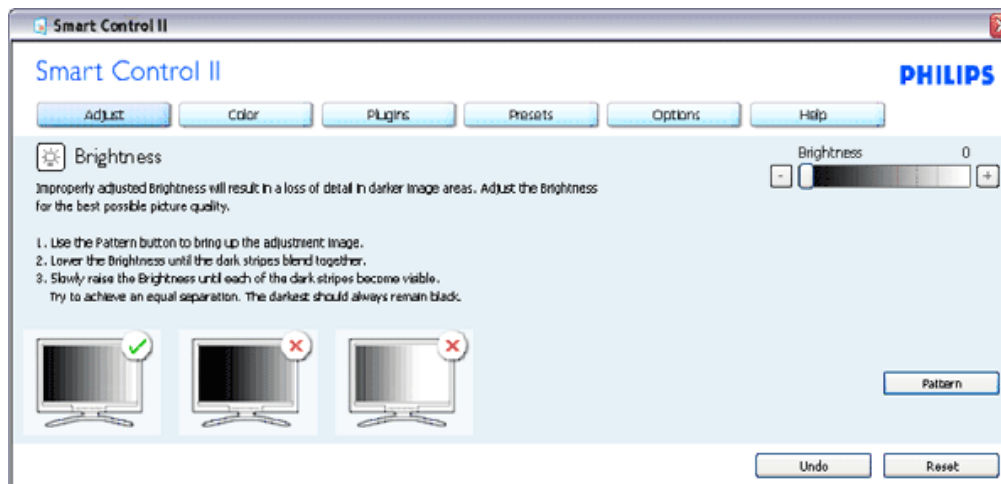 Smart Control II
Smart Control II
PHILIPS
Adjust Color Plugins Presets Options Help
Brightness
Brightness 0
Improperly adjusted Brightness will result in a loss of detail in darker image areas. Adjust the Brightness
for the best possible picture quality.
1. Use the Pattern button to bring up the adjustment image.
2. Lower the Brightness until the dark stripes blend together.
3. Slowly raise the Brightness until each of the dark stripes become visible.
Try to achieve an equal separation. The darkest should always remain black.
- +
Pattern
Undo Reset